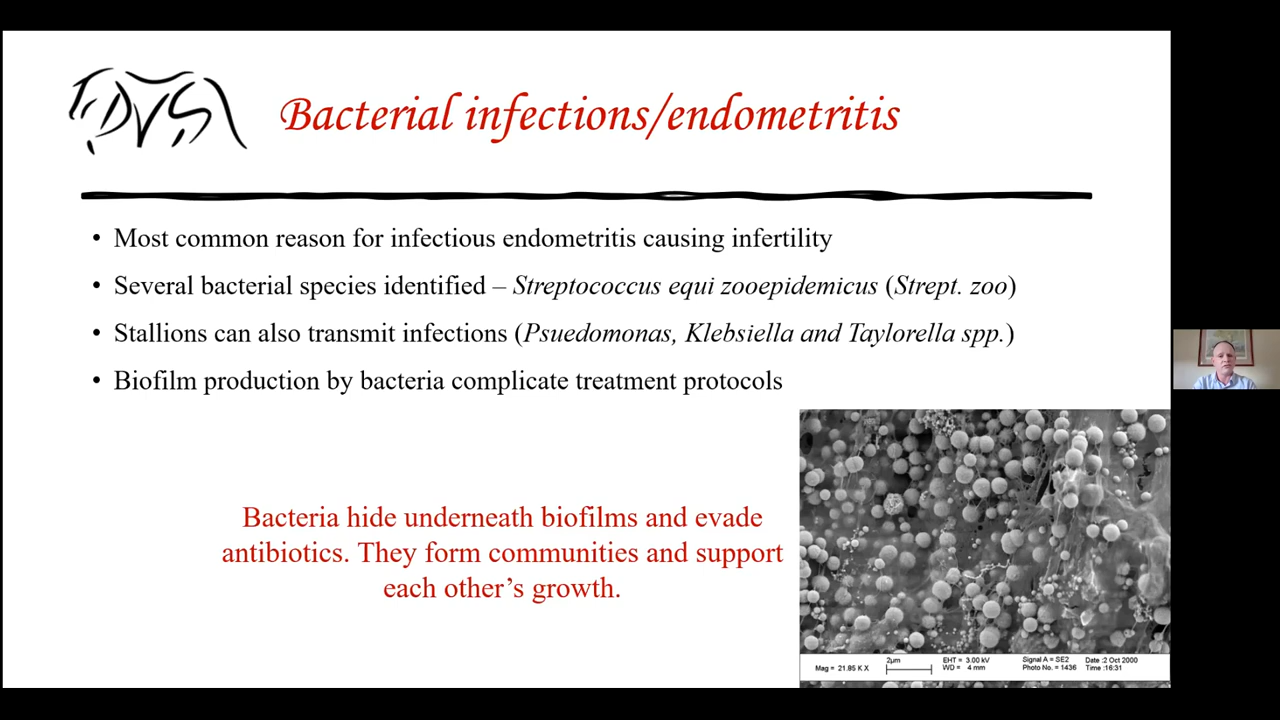 TDVS
Bacterial infections/endometritis
• Most common reason for infectious endometritis causing infertility
• Several bacterial species identified – Streptococcus equi zooepidemicus (Strept. zoo)
• Stallions can also transmit infections (Psuedomonas, Klebsiella and Taylorella spp.)
• Biofilm production by bacteria complicate treatment protocols
Bacteria hide underneath biofilms and evade
antibiotics. They form communities and support
each other’s growth.
Mag = 21.85 K X 2μm EHT = 3.00 kV Signal A = SE2 Date :2 Oct 2000
WD = 4 mm Photo No. = 1436 Time :16:31